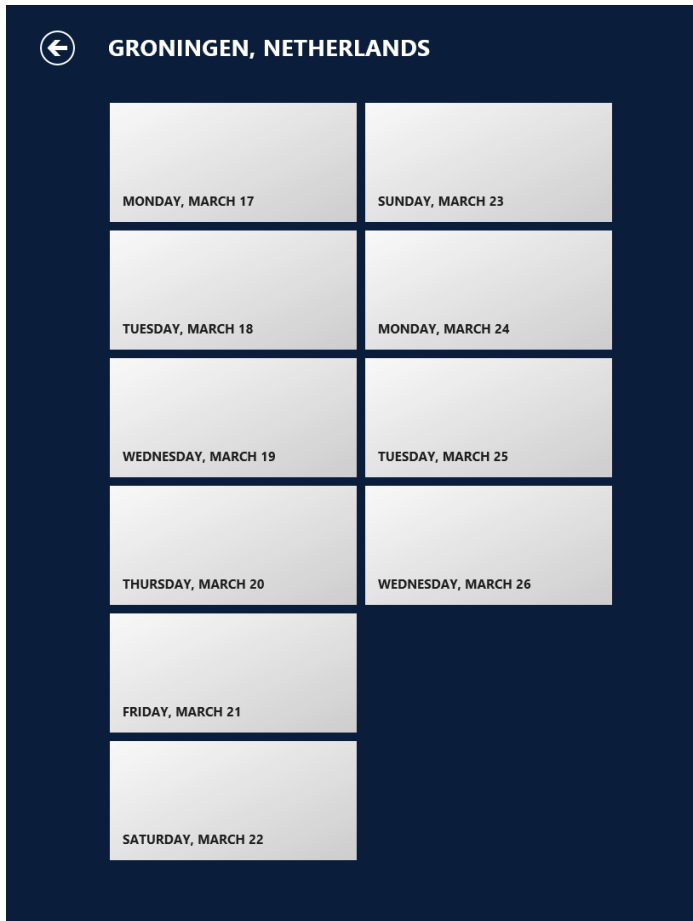 GRONINGEN, NETHERLANDS
MONDAY, MARCH 17
TUESDAY, MARCH 18
WEDNESDAY, MARCH 19
THURSDAY, MARCH 20
FRIDAY, MARCH 21
SATURDAY, MARCH 22
SUNDAY, MARCH 23
MONDAY, MARCH 24
TUESDAY, MARCH 25
WEDNESDAY, MARCH 26